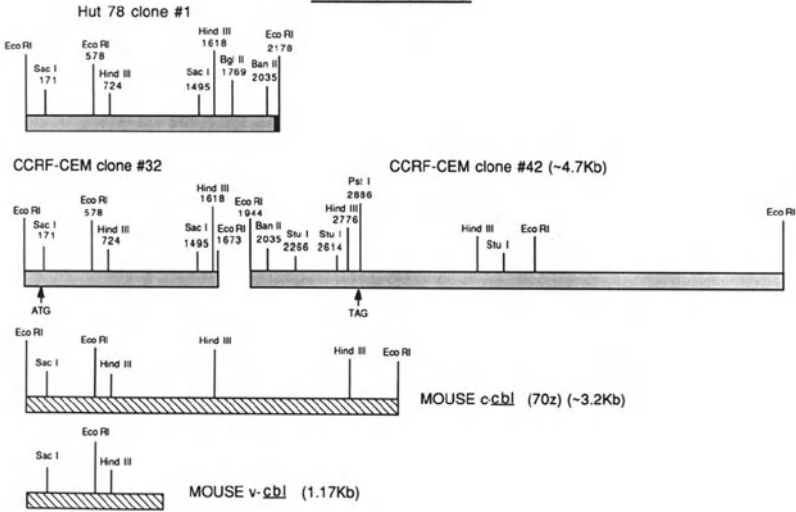 Hut 78 clone #1
Eco RI
Sac I
171
Eco RI
578
Hind III
724
Sac I
1495
Hind III
1618
Bgl II
1769
Ban II
2035
Eco RI
2178
CCRF-CEM clone #32
Eco RI
Sac I
171
Eco RI
578
Hind III
724
Sac I
1495
Hind III
1618
Eco RI
1673
ATG
CCRF-CEM clone #42 (~4.7Kb)
Eco RI
1944
Ban II
2035
Stu I
2266
Stu I
2614
Hind III
2776
Pst I
2886
Hind III
Stu I
Eco RI
Eco RI
TAG
Eco RI
Sac I
Eco RI
Hind III
Hind III
Hind III
Eco RI
MOUSE c-cbl (70z) (~3.2Kb)
Sac I
Eco RI
Hind III
MOUSE v-cbl (1.17Kb)